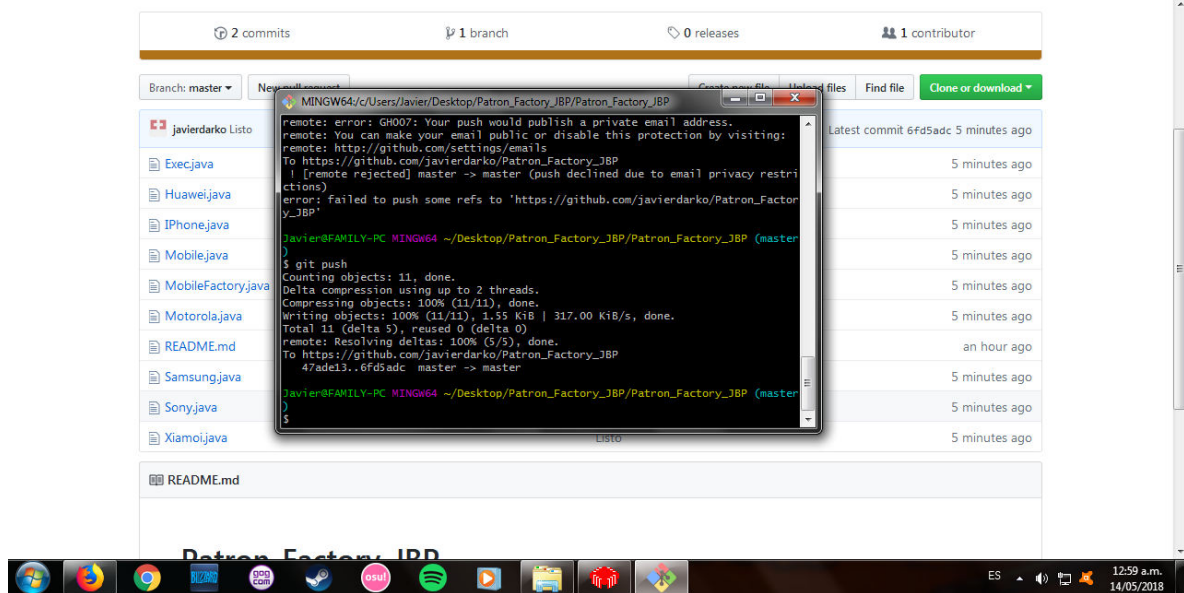 2 commits
1 branch
0 releases
1 contributor
Branch: master
New pull request
Create new file
Upload files
Find file
Clone or download
MINGW64:/c/Users/Javier/Desktop/Patron_Factory_JBP/Patron_Factory_JBP
remote: error: GH007: Your push would publish a private email address.
remote: You can make your email public or disable this protection by visiting:
remote: http://github.com/settings/emails
To https://github.com/javierdarko/Patron_Factory_JBP
! [remote rejected] master -> master (push declined due to email privacy restri
ctions)
error: failed to push some refs to 'https://github.com/javierdarko/Patron_Factor
y_JBP'
Javier@FAMILY-PC MINGW64 ~/Desktop/Patron_Factory_JBP/Patron_Factory_JBP (master
)
$ git push
Counting objects: 11, done.
Delta compression using up to 2 threads.
Compressing objects: 100% (11/11), done.
Writing objects: 100% (11/11), 1.55 KiB | 317.00 KiB/s, done.
Total 11 (delta 5), reused 0 (delta 0)
remote: Resolving deltas: 100% (5/5), done.
To https://github.com/javierdarko/Patron_Factory_JBP
47ade13..6fd5adc master -> master
Javier@FAMILY-PC MINGW64 ~/Desktop/Patron_Factory_JBP/Patron_Factory_JBP (master
)
$
javierdarko Listo
Latest commit 6fd5adc 5 minutes ago
Exec.java
5 minutes ago
Huawei.java
5 minutes ago
IPhone.java
5 minutes ago
Mobile.java
5 minutes ago
MobileFactory.java
5 minutes ago
Motorola.java
5 minutes ago
README.md
an hour ago
Samsung.java
5 minutes ago
Sony.java
5 minutes ago
Xiamoi.java
Listo
5 minutes ago
README.md
Patron_Factory_JBP
BLIZZARD
GOG
COM
osu!
ES
12:59 a.m.
14/05/2018